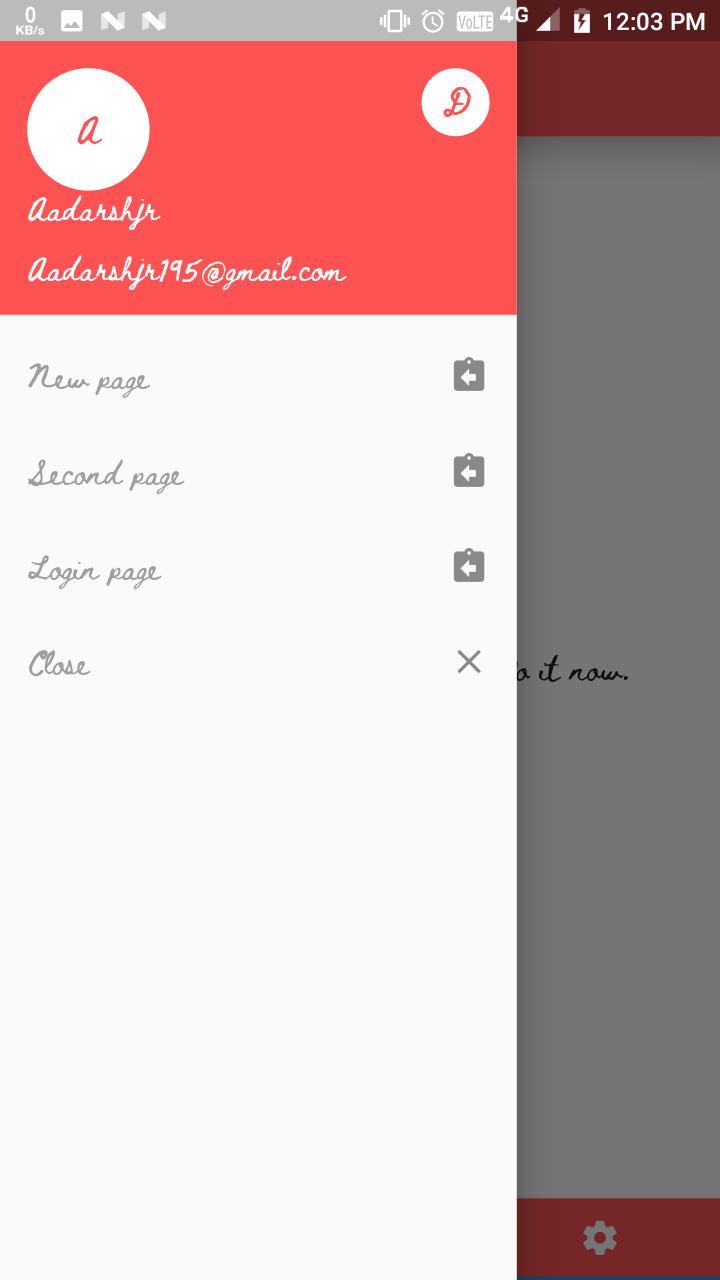 0 KB/s VoLTE 4G 12:03 PM
A D
Aadarshjr
Aadarshjr195@gmail.com
New page
Second page
Login page
Close
o it now.